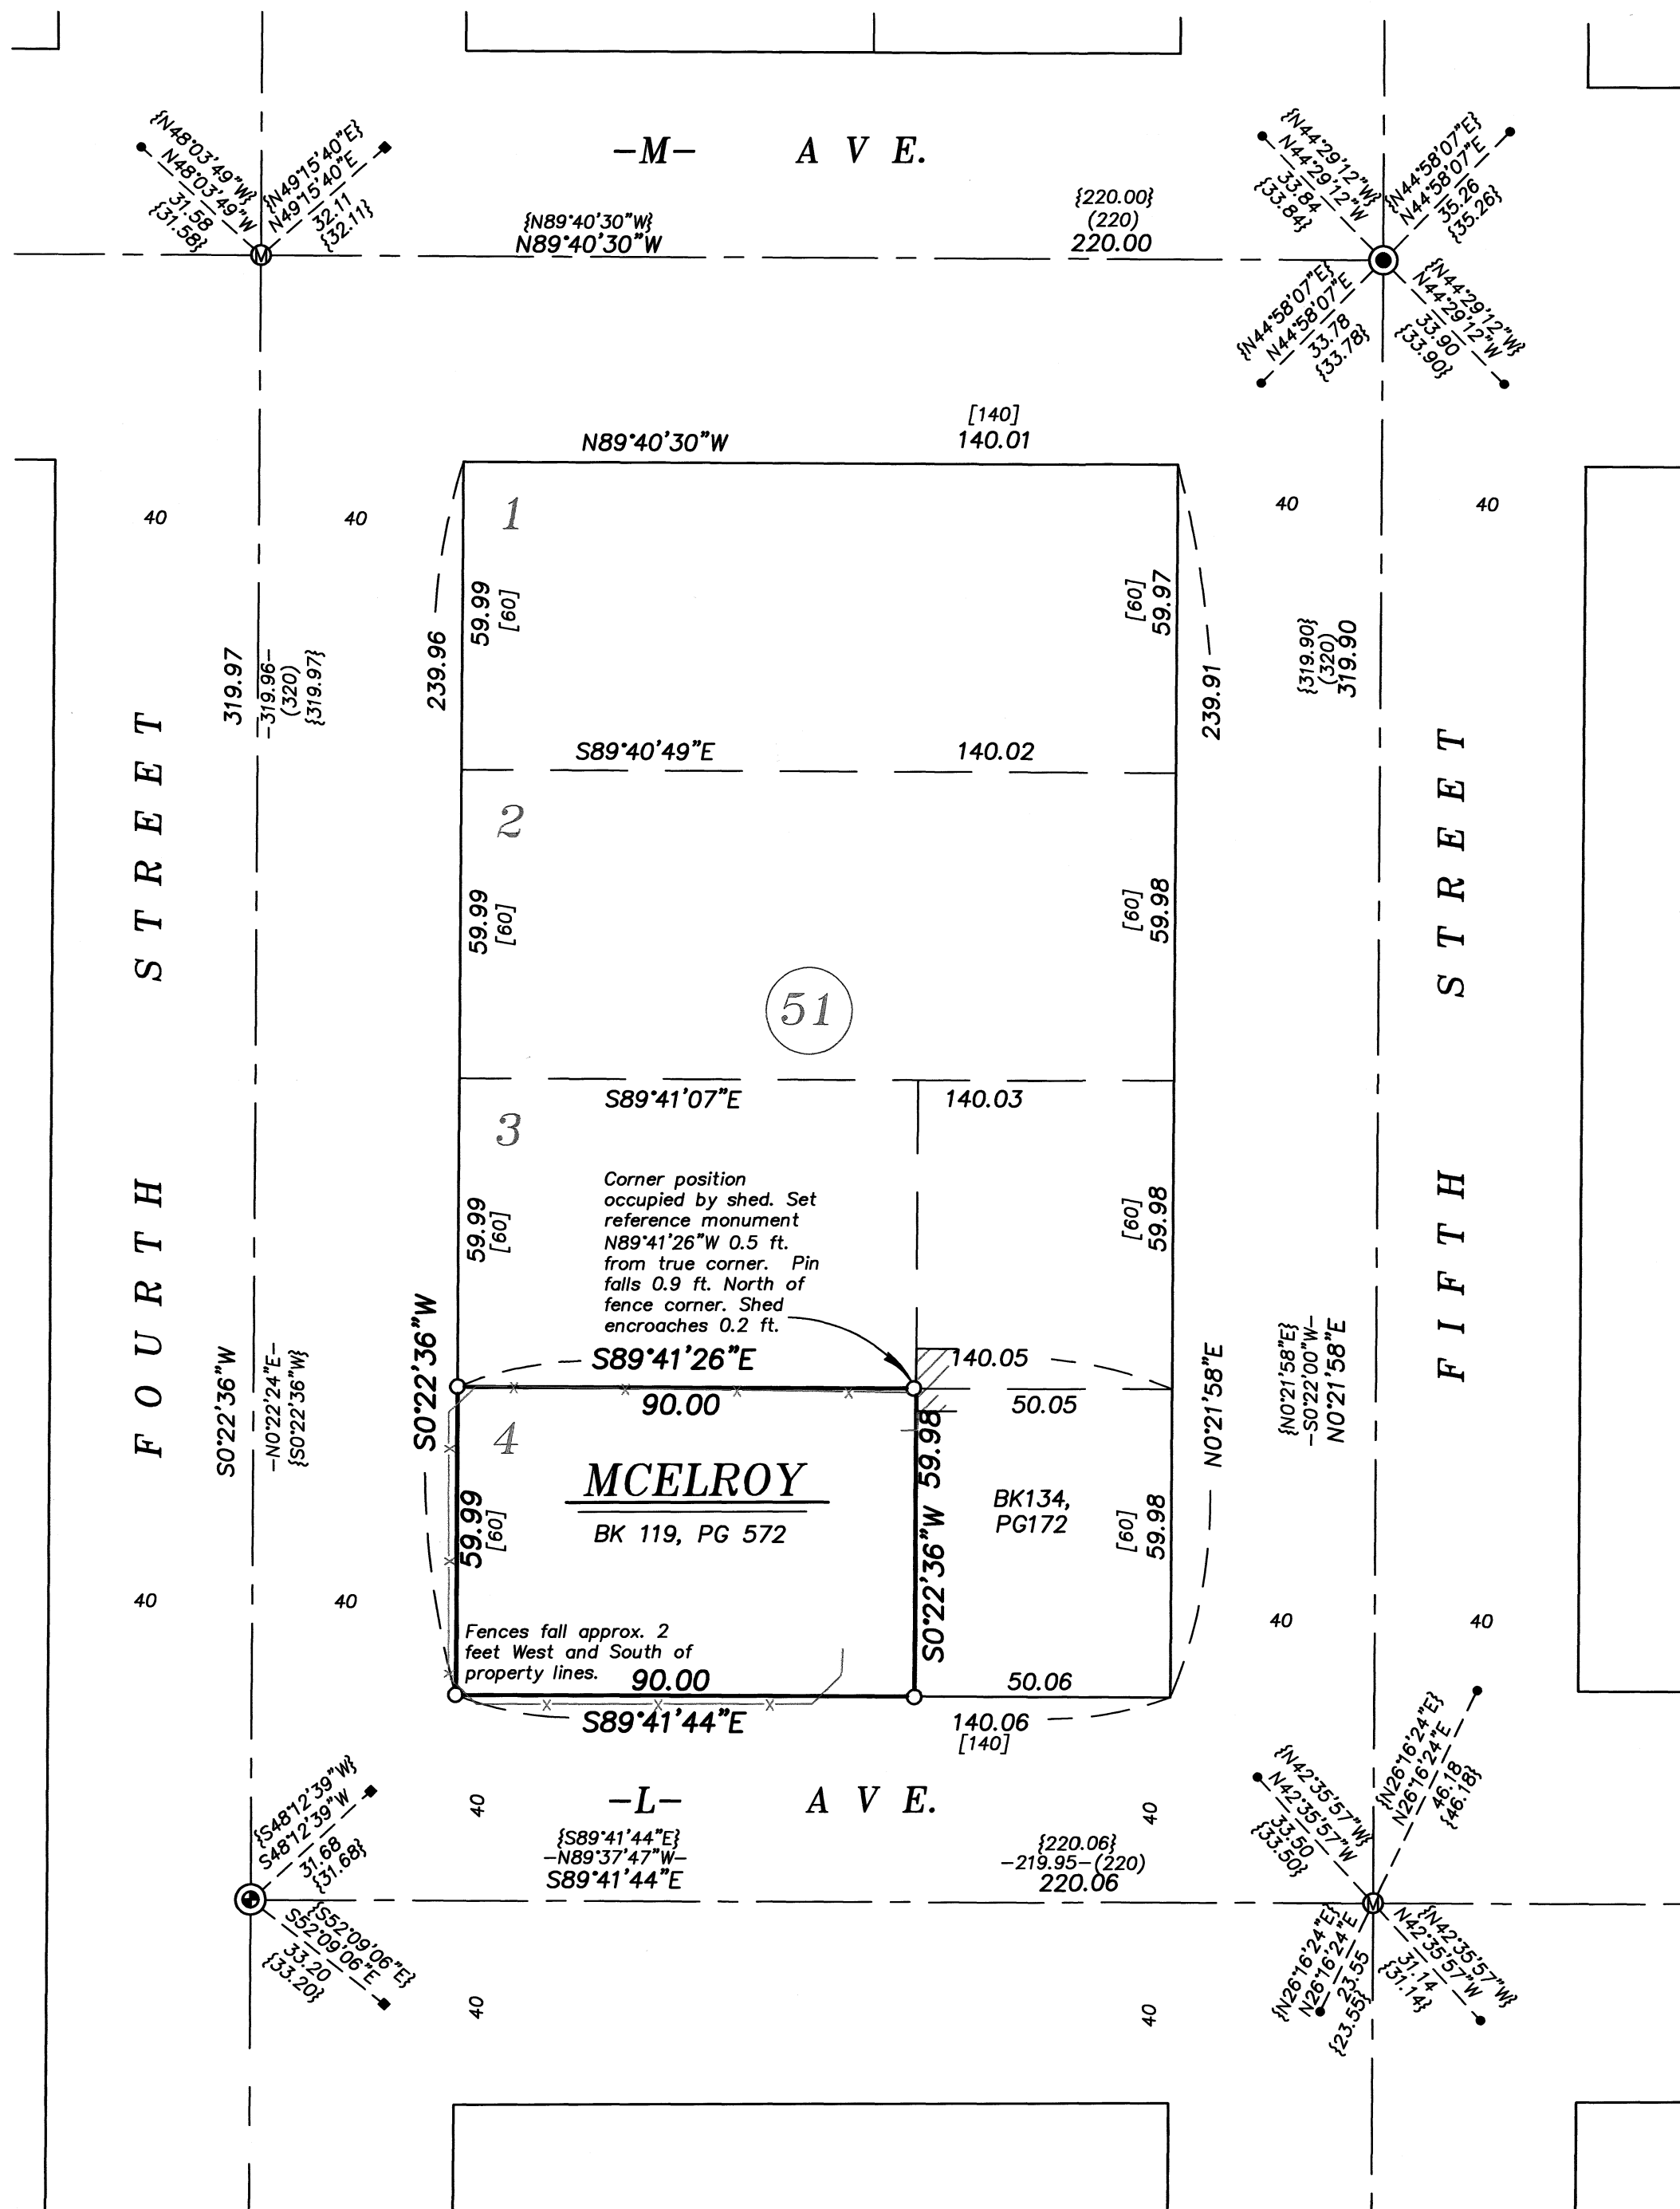 -M- AVE.
{N48°03'49"W}
N48°03'49"W
31.58
{31.58}
{N49°15'40"E}
N49°15'40"E
32.11
{32.11}
M
{N89°40'30"W}
N89°40'30"W
{220.00}
(220)
220.00
{N44°29'12"W}
N44°29'12"W
33.84
{33.84}
{N44°58'07"E}
N44°58'07"E
35.26
{35.26}
{N44°58'07"E}
N44°58'07"E
33.78
{33.78}
{N44°29'12"W}
N44°29'12"W
33.90
{33.90}
N89°40'30"W
[140]
140.01
40
40
40
40
1
59.99
[60]
[60]
59.97
239.96
239.91
319.97
-319.96-
(320)
{319.97}
{319.90}
(320)
319.90
FOURTH STREET
FIFTH STREET
S89°40'49"E
140.02
2
59.99
[60]
[60]
59.98
51
S89°41'07"E
140.03
3
59.99
[60]
[60]
59.98
Corner position
occupied by shed. Set
reference monument
N89°41'26"W 0.5 ft.
from true corner. Pin
falls 0.9 ft. North of
fence corner. Shed
encroaches 0.2 ft.
S89°41'26"E
140.05
90.00
50.05
S0°22'36"W
S0°22'36"W
-N0°22'24"E-
{S0°22'36"W}
N0°21'58"E
{N0°21'58"E}
-S0°22'00"W-
N0°21'58"E
4
MCELROY
BK 119, PG 572
59.99
[60]
S0°22'36"W 59.98
BK134,
PG172
[60]
59.98
40
40
40
40
Fences fall approx. 2
feet West and South of
property lines.
90.00
50.06
S89°41'44"E
140.06
[140]
-L- AVE.
40
40
{S89°41'44"E}
-N89°37'47"W-
S89°41'44"E
{220.06}
-219.95-(220)
220.06
{S48°12'39"W}
S48°12'39"W
31.68
{31.68}
{S52°09'06"E}
S52°09'06"E
33.20
{33.20}
{N42°35'57"W}
N42°35'57"W
33.50
{33.50}
{N26°16'24"E}
N26°16'24"E
46.18
{46.18}
M
{N26°16'24"E}
N26°16'24"E
23.55
{23.55}
{N42°35'57"W}
N42°35'57"W
31.14
{31.14}
40
40